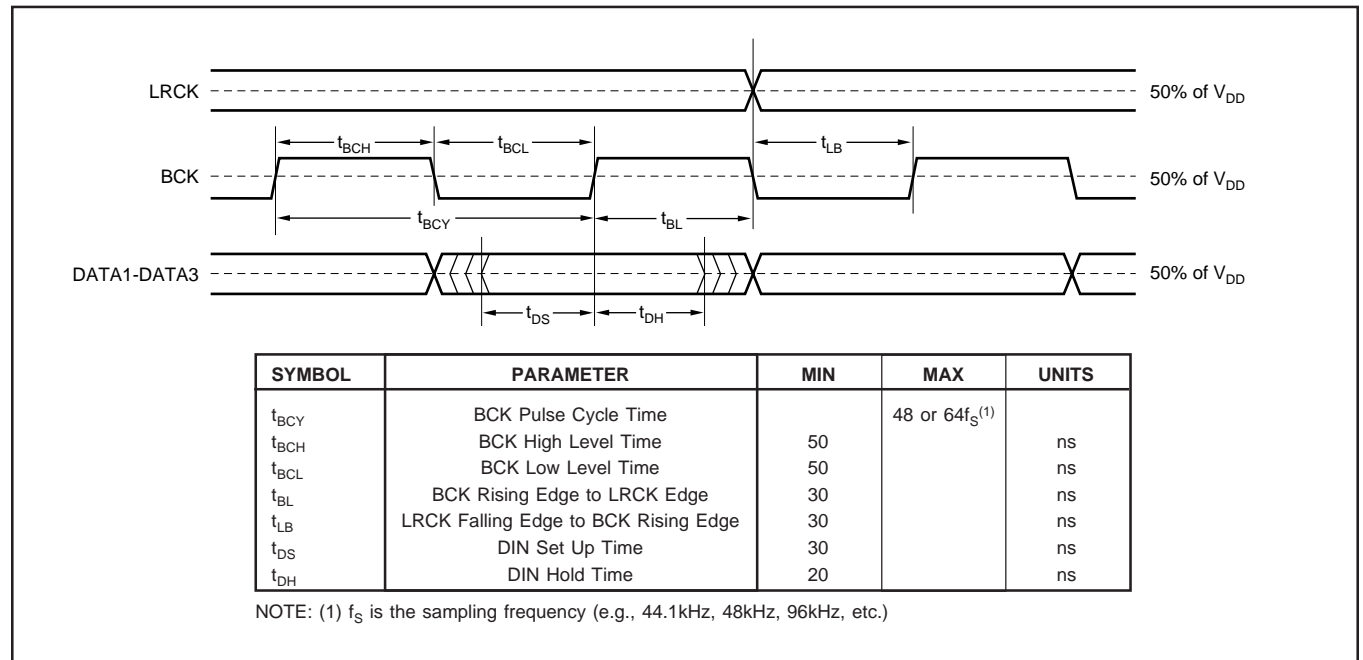 LRCK 50% of V_DD
t_BCH t_BCL t_LB
BCK 50% of V_DD
t_BCY t_BL
DATA1-DATA3 50% of V_DD
t_DS t_DH
SYMBOL PARAMETER MIN MAX UNITS
t_BCY BCK Pulse Cycle Time 48 or 64f_S(1)
t_BCH BCK High Level Time 50 ns
t_BCL BCK Low Level Time 50 ns
t_BL BCK Rising Edge to LRCK Edge 30 ns
t_LB LRCK Falling Edge to BCK Rising Edge 30 ns
t_DS DIN Set Up Time 30 ns
t_DH DIN Hold Time 20 ns
NOTE: (1) f_S is the sampling frequency (e.g., 44.1kHz, 48kHz, 96kHz, etc.)